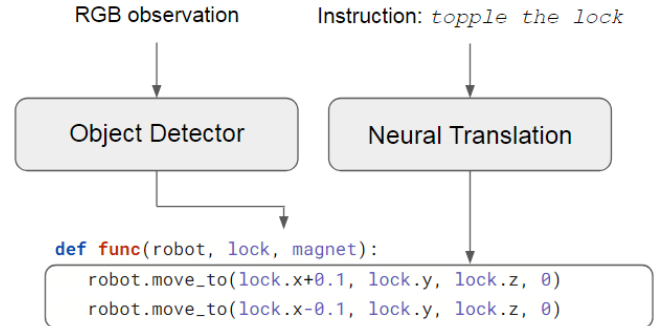 RGB observation
Instruction: topple the lock
Object Detector
Neural Translation
def func(robot, lock, magnet):
robot.move_to(lock.x+0.1, lock.y, lock.z, 0)
robot.move_to(lock.x-0.1, lock.y, lock.z, 0)